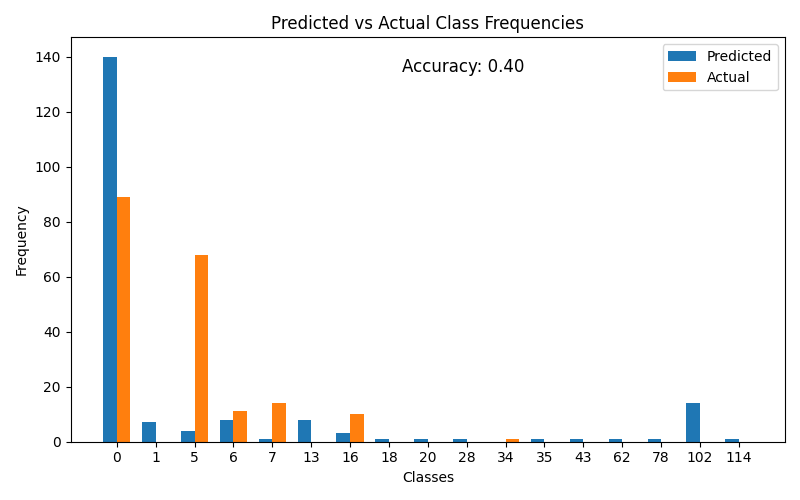 Predicted vs Actual Class Frequencies
Accuracy: 0.40
Predicted
Actual
Frequency
140
120
100
80
60
40
20
0
0 1 5 6 7 13 16 18 20 28 34 35 43 62 78 102 114
Classes